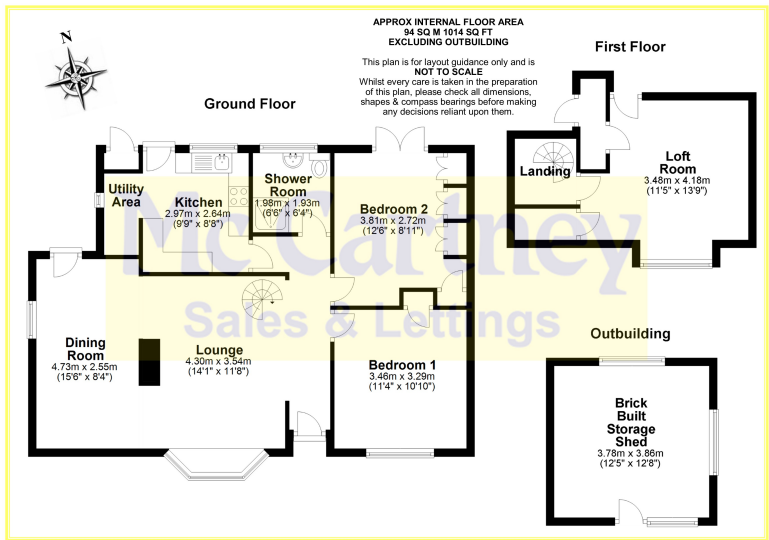 APPROX INTERNAL FLOOR AREA
94 SQ M 1014 SQ FT
EXCLUDING OUTBUILDING
This plan is for layout guidance only and is
NOT TO SCALE
Whilst every care is taken in the preparation
of this plan, please check all dimensions,
shapes & compass bearings before making
any decisions reliant upon them.
N
Ground Floor
First Floor
Utility
Area
Kitchen
2.97m x 2.64m
(9'9" x 8'8")
Shower
Room
1.98m x 1.93m
(6'6" x 6'4")
Bedroom 2
3.81m x 2.72m
(12'6" x 8'11")
Landing
Loft
Room
3.48m x 4.18m
(11'5" x 13'9")
McCartney
Sales & Lettings
Dining
Room
4.73m x 2.55m
(15'6" x 8'4")
Lounge
4.30m x 3.54m
(14'1" x 11'8")
Bedroom 1
3.46m x 3.29m
(11'4" x 10'10")
Outbuilding
Brick
Built
Storage
Shed
3.78m x 3.86m
(12'5" x 12'8")